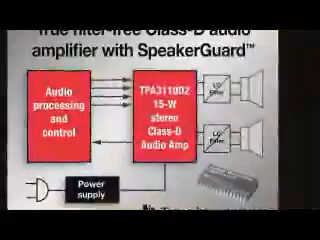 True filter-free Class-D audio
amplifier with SpeakerGuard™
Audio
processing
and
control
TPA3110D2
15-W
stereo
Class-D
Audio Amp
LC
Filter
LC
Filter
Power
supply